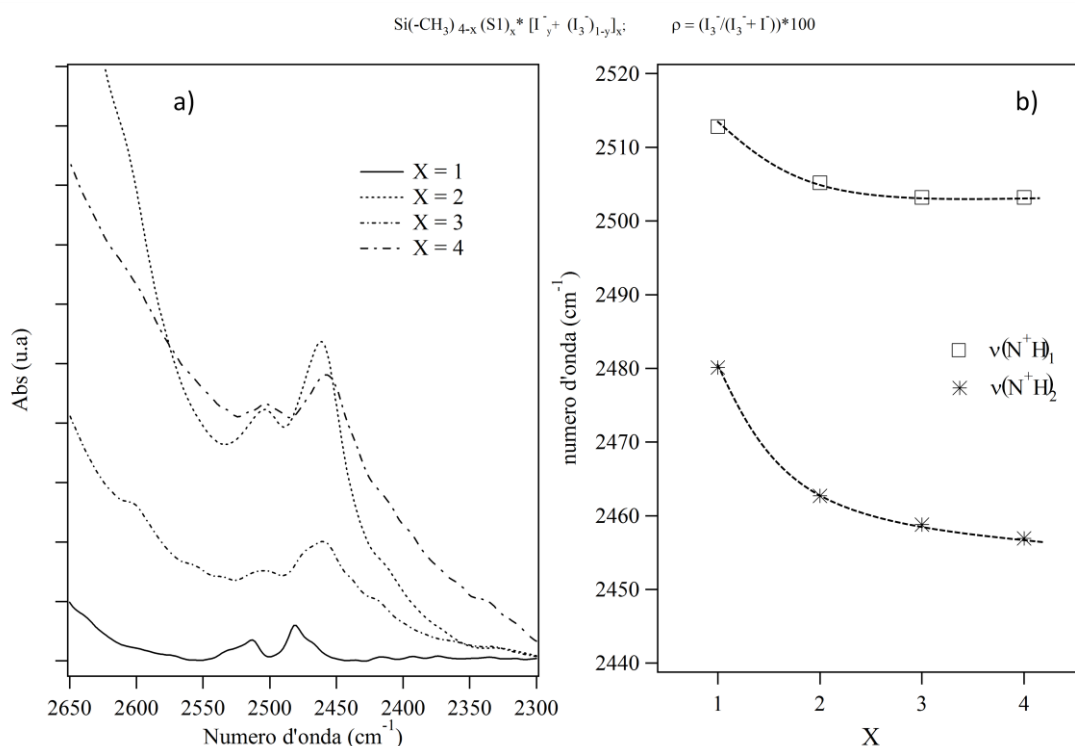 Si(-CH₃)₄₋ₓ(S1)ₓ* [I⁻y+ (I₃⁻)₁₋y]ₓ; ρ = (I₃⁻/(I₃⁻+ I⁻))*100
a)
X = 1
X = 2
X = 3
X = 4
Abs (u.a)
2650 2600 2550 2500 2450 2400 2350 2300
Numero d'onda (cm⁻¹)
b)
2520
2510
2500
2490
2480
2470
2460
2450
2440
numero d'onda (cm⁻¹)
ν(N⁺H)₁
ν(N⁺H)₂
1 2 3 4
X